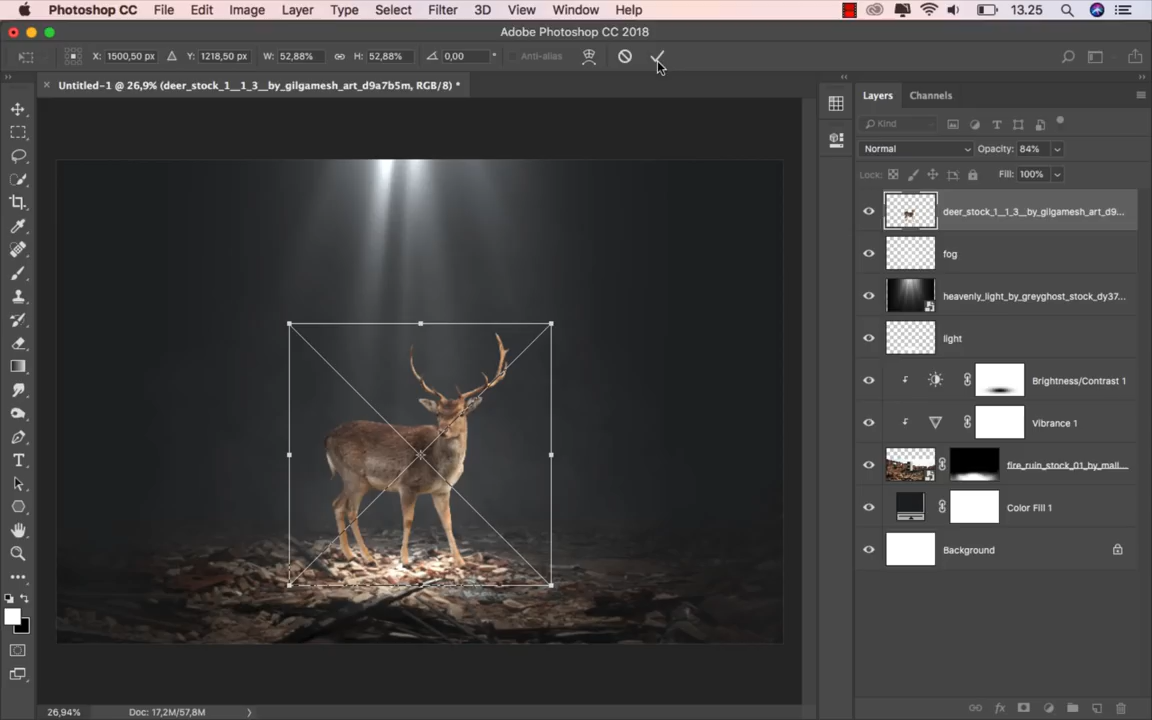 Photoshop CC File Edit Image Layer Type Select Filter 3D View Window Help 13.25
Adobe Photoshop CC 2018
X: 1500,50 px Y: 1218,50 px W: 52,88% H: 52,88% 0,00 ° Anti-alias
× Untitled-1 @ 26,9% (deer_stock_1__1_3__by_gilgamesh_art_d9a7b5m, RGB/8) *
Layers Channels
Kind
Normal Opacity: 84%
Lock: Fill: 100%
deer_stock_1__1_3__by_gilgamesh_art_d9...
fog
heavenly_light_by_greyghost_stock_dy37...
light
Brightness/Contrast 1
Vibrance 1
fire_ruin_stock_01_by_mall...
Color Fill 1
Background
26,94% Doc: 17,2M/57,8M